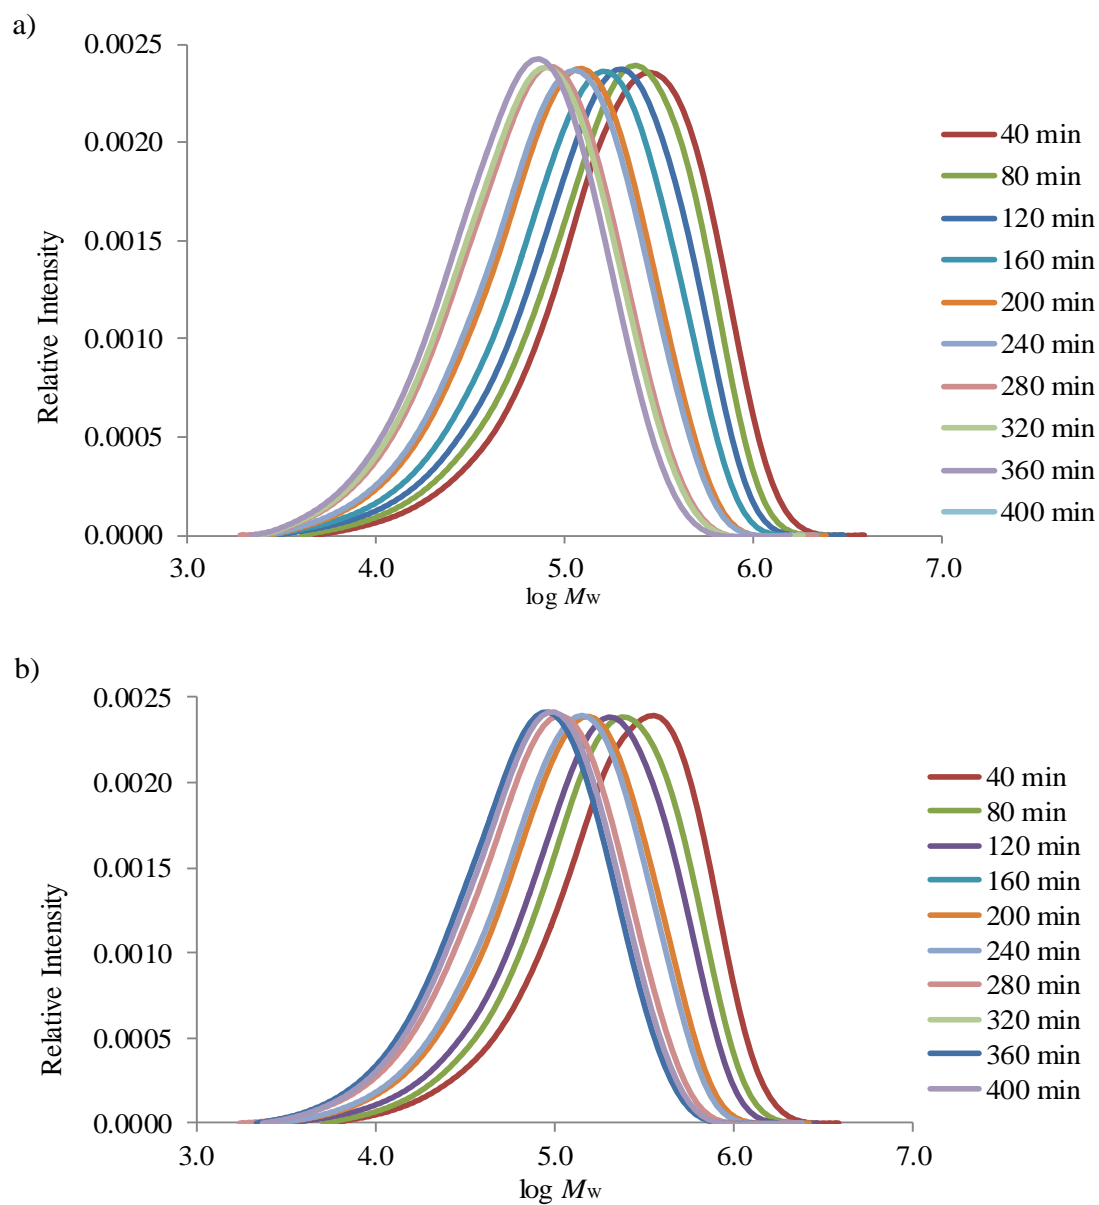 a)
0.0025
0.0020
0.0015
0.0010
0.0005
0.0000
Relative Intensity
3.0 4.0 5.0 6.0 7.0
log Mw
40 min
80 min
120 min
160 min
200 min
240 min
280 min
320 min
360 min
400 min
b)
0.0025
0.0020
0.0015
0.0010
0.0005
0.0000
Relative Intensity
3.0 4.0 5.0 6.0 7.0
log Mw
40 min
80 min
120 min
160 min
200 min
240 min
280 min
320 min
360 min
400 min